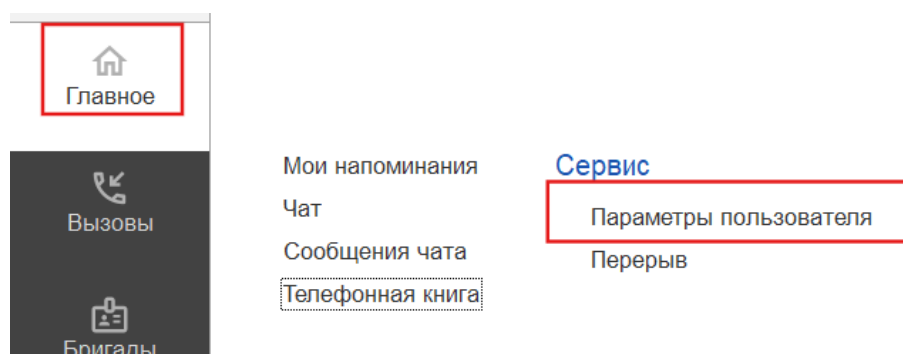 Главное
Вызовы
Бригады
Мои напоминания
Чат
Сообщения чата
Телефонная книга
Сервис
Параметры пользователя
Перерыв